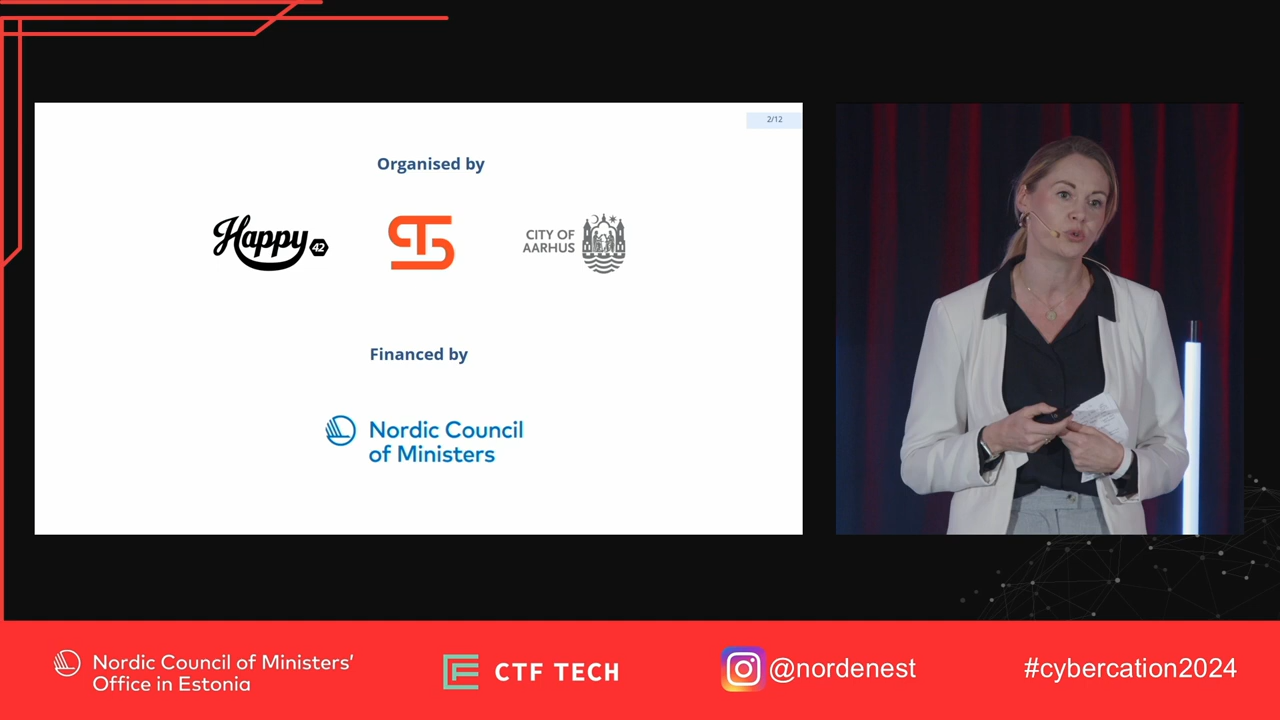 2/12
Organised by
Happy 42
CITY OF
AARHUS
Financed by
Nordic Council
of Ministers
Nordic Council of Ministers'
Office in Estonia
CTF TECH
@nordenest
#cybercation2024